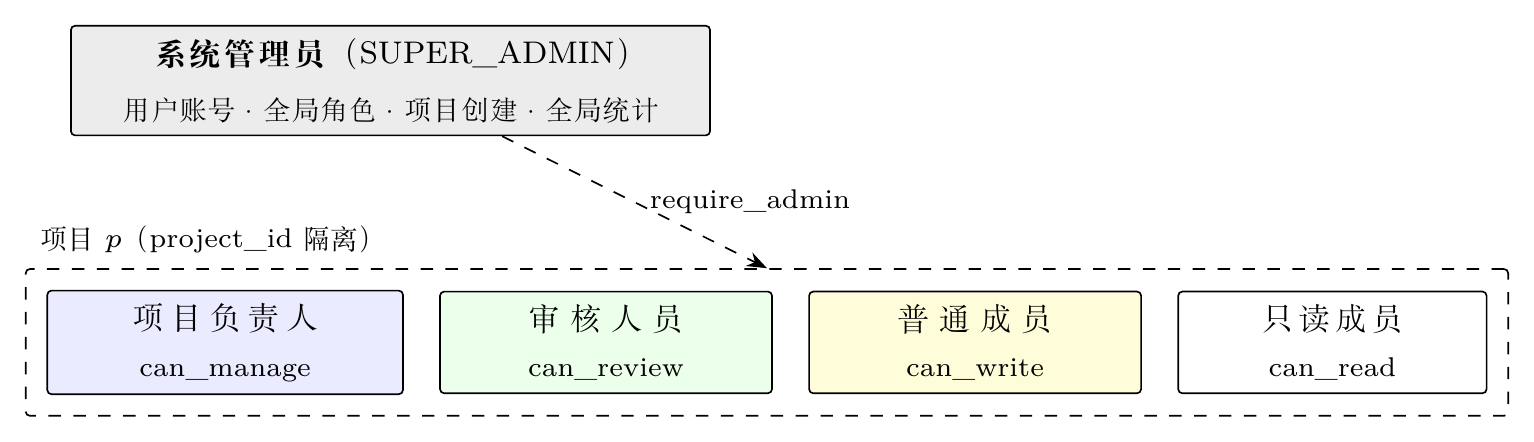 系统管理员（SUPER_ADMIN）
用户账号 · 全局角色 · 项目创建 · 全局统计
require_admin
项目 p（project_id 隔离）
项目负责人
can_manage
审核人员
can_review
普通成员
can_write
只读成员
can_read